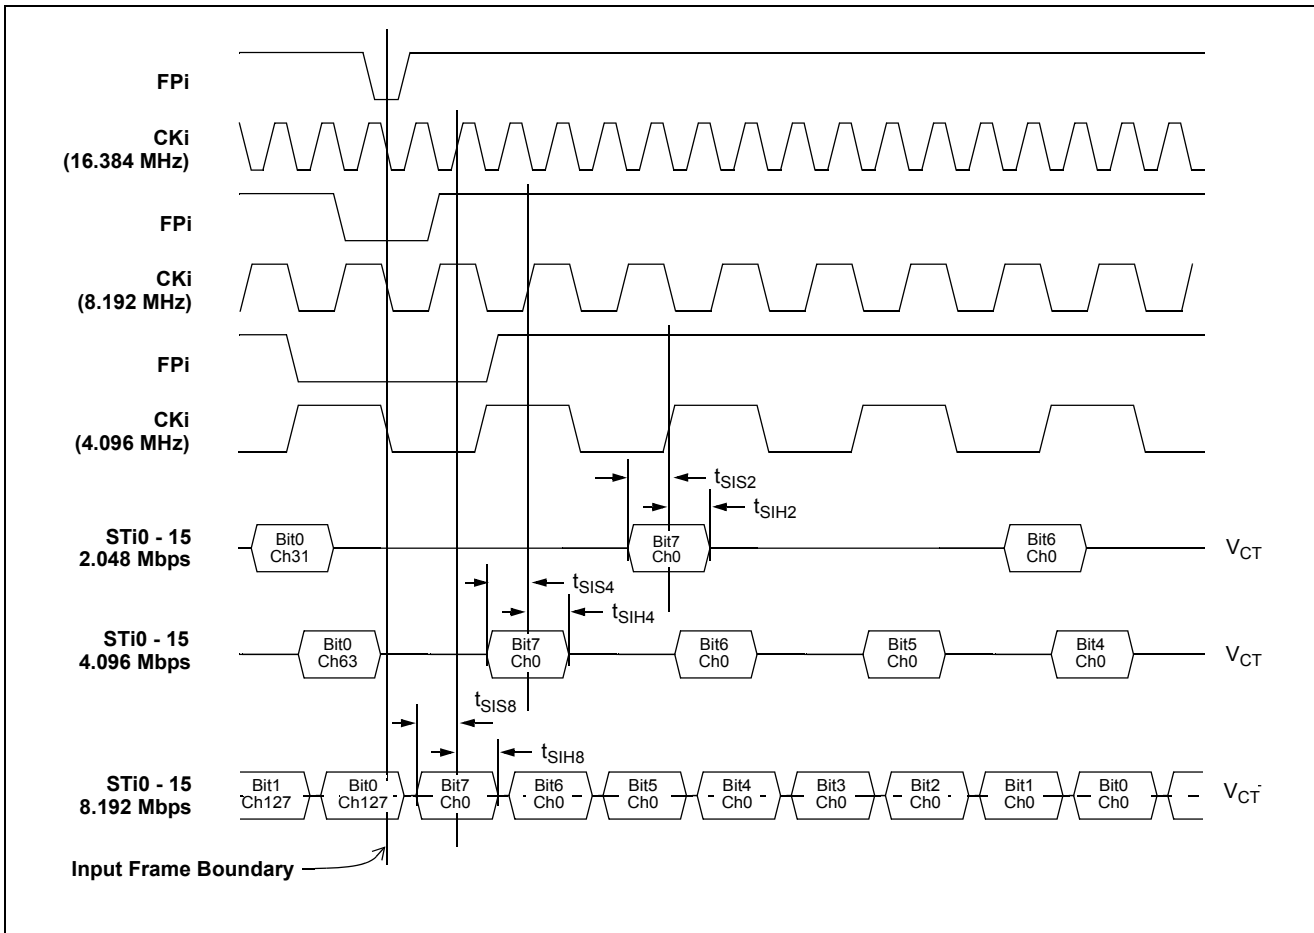 FPi
CKi
(16.384 MHz)
FPi
CKi
(8.192 MHz)
FPi
CKi
(4.096 MHz)
tSIS2
tSIH2
STi0 - 15
2.048 Mbps
Bit0
Ch31
Bit7
Ch0
Bit6
Ch0
VCT
tSIS4
tSIH4
STi0 - 15
4.096 Mbps
Bit0
Ch63
Bit7
Ch0
Bit6
Ch0
Bit5
Ch0
Bit4
Ch0
VCT
tSIS8
tSIH8
STi0 - 15
8.192 Mbps
Bit1
Ch127
Bit0
Ch127
Bit7
Ch0
Bit6
Ch0
Bit5
Ch0
Bit4
Ch0
Bit3
Ch0
Bit2
Ch0
Bit1
Ch0
Bit0
Ch0
VCT
Input Frame Boundary